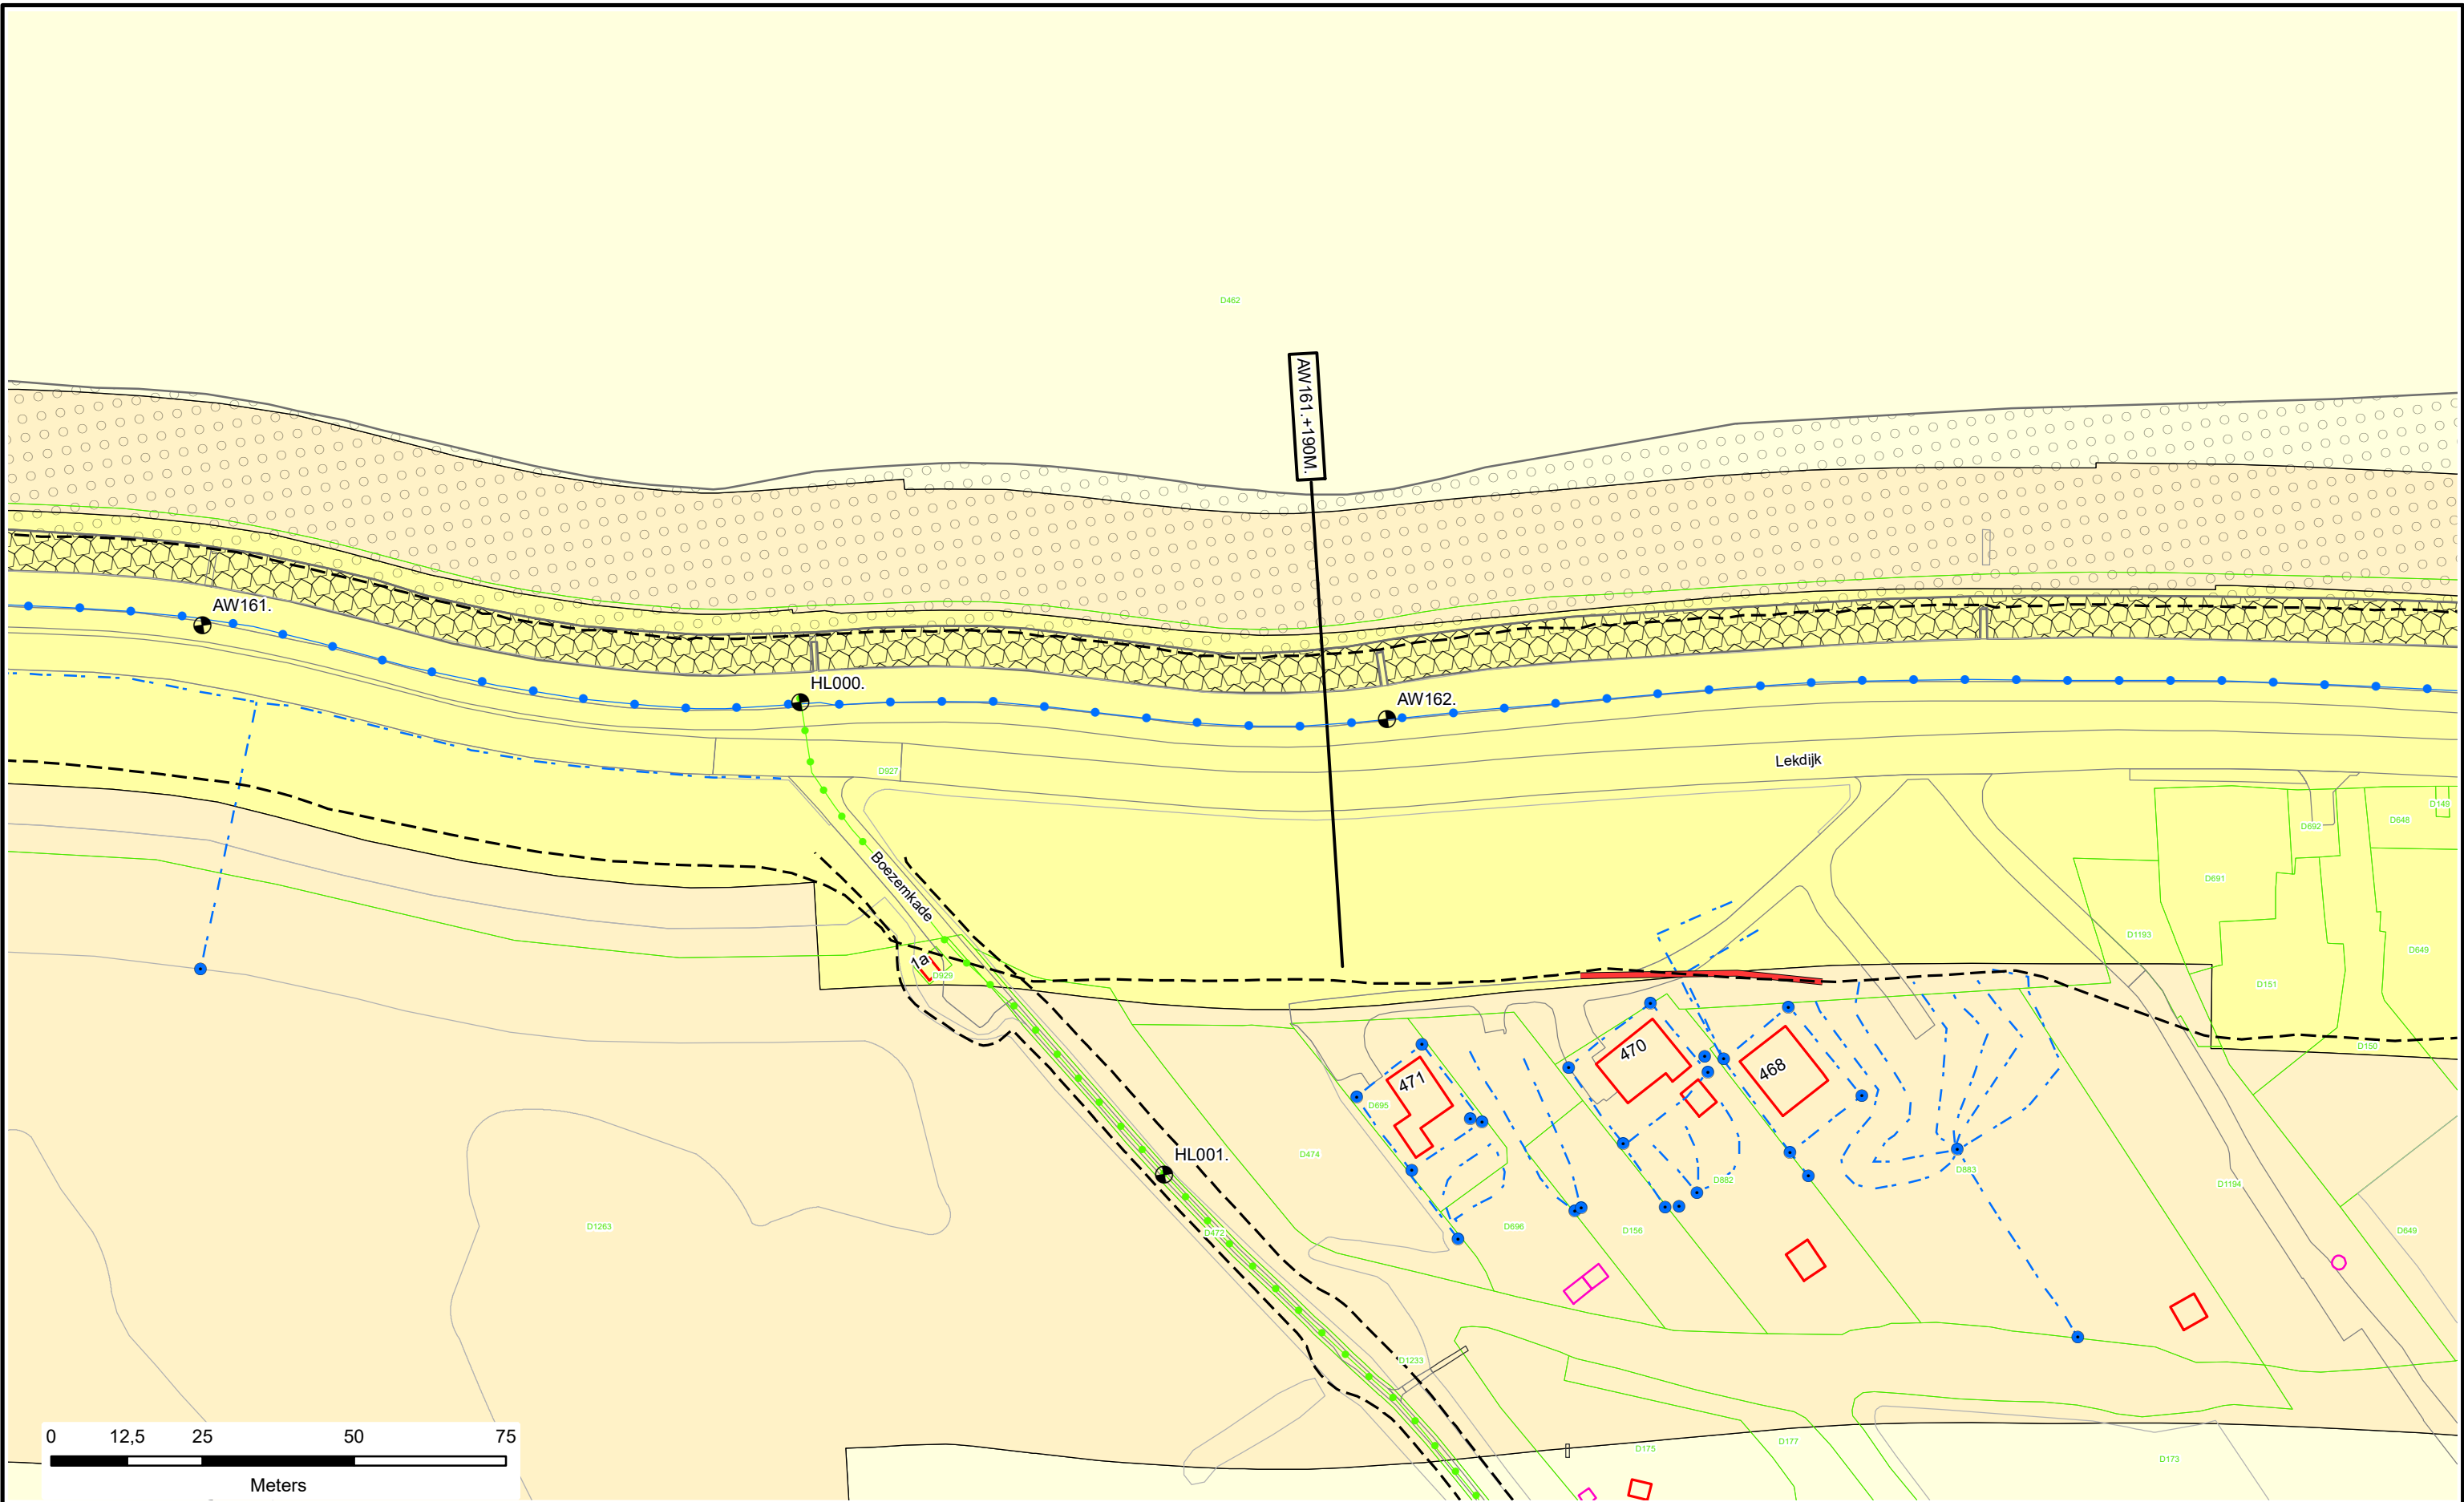 D462
AW161.+190M.
AW161.
HL000.
AW162.
Lekdijk
D927
D149
D648
D692
Boezemkade
D691
D1193
D649
1a
D929
D151
D150
470
468
471
D695
HL001.
D474
D883
D882
D1194
D1263
D472
D696
D156
D649
D1233
0 12,5 25 50 75
Meters
D175
D177
D173